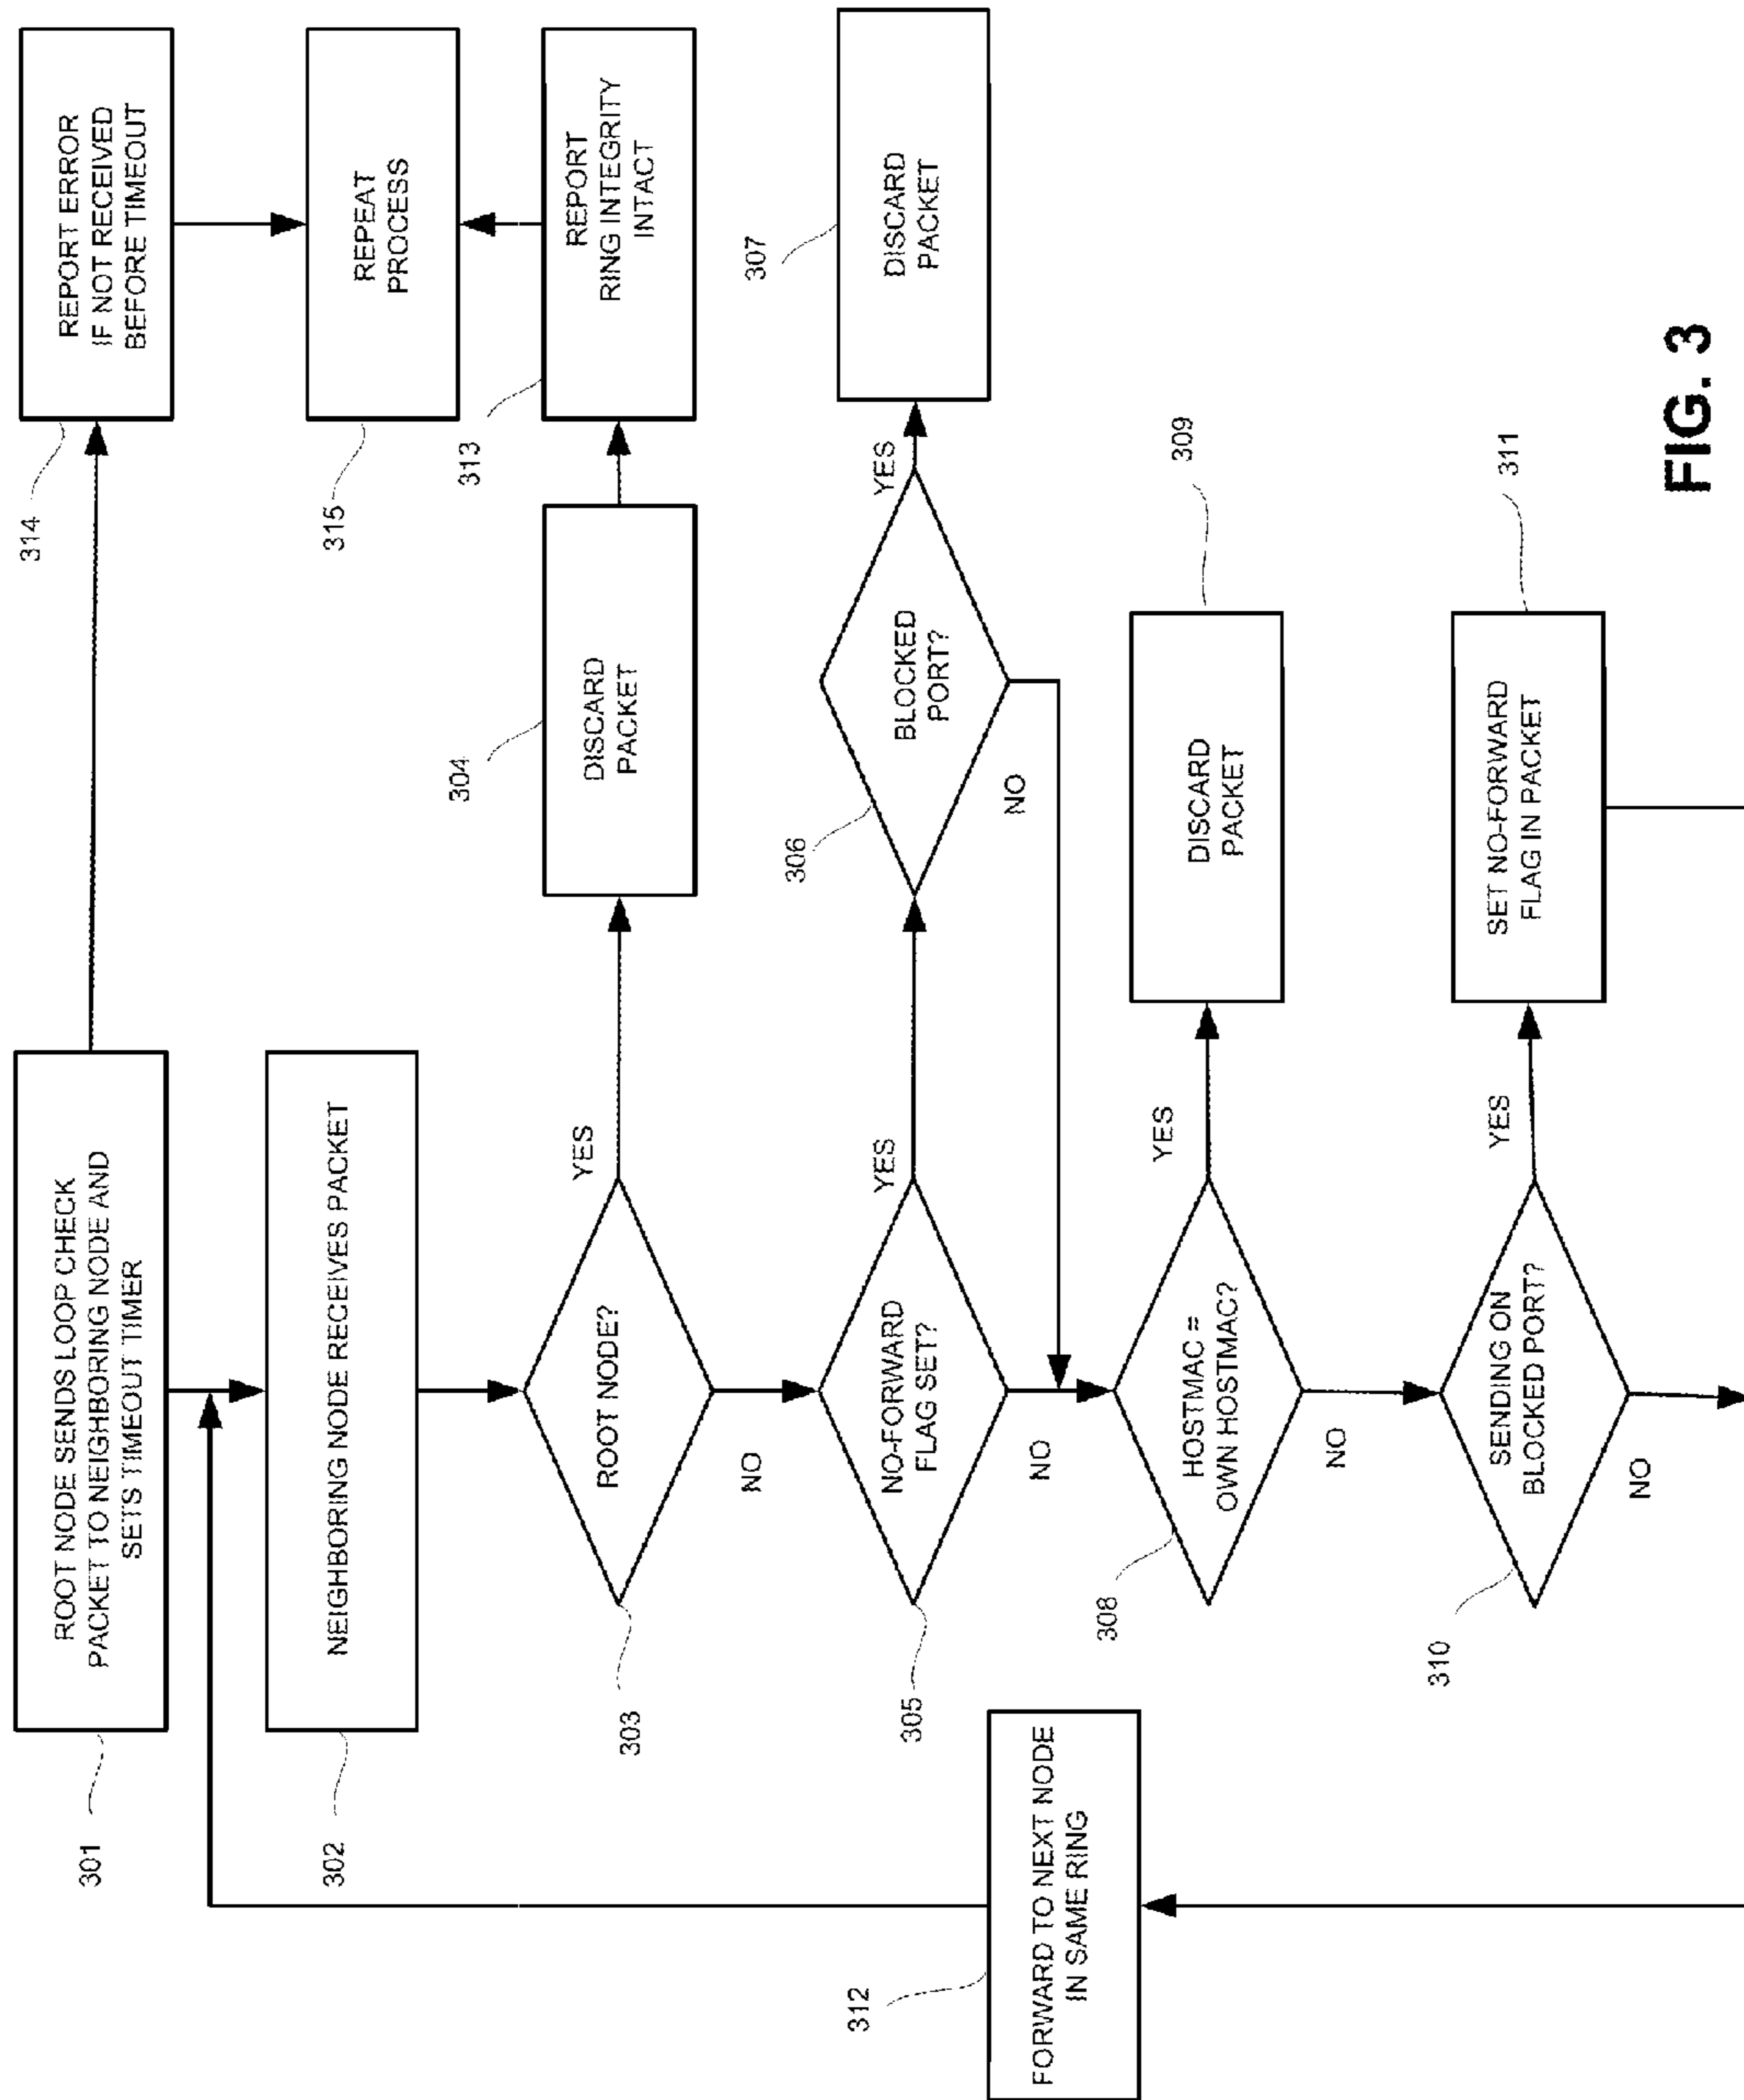 301
ROOT NODE SENDS LOOP CHECK
PACKET TO NEIGHBORING NODE AND
SETS TIMEOUT TIMER
314
REPORT ERROR
IF NOT RECEIVED
BEFORE TIMEOUT
302
NEIGHBORING NODE RECEIVES PACKET
315
REPEAT
PROCESS
303
ROOT NODE?
YES
NO
304
DISCARD
PACKET
313
REPORT
RING INTEGRITY
INTACT
305
NO-FORWARD
FLAG SET?
YES
NO
306
BLOCKED
PORT?
YES
NO
307
DISCARD
PACKET
312
FORWARD TO NEXT NODE
IN SAME RING
308
HOSTMAC =
OWN HOSTMAC?
YES
NO
309
DISCARD
PACKET
310
SENDING ON
BLOCKED PORT?
YES
NO
311
SET NO-FORWARD
FLAG IN PACKET
FIG. 3